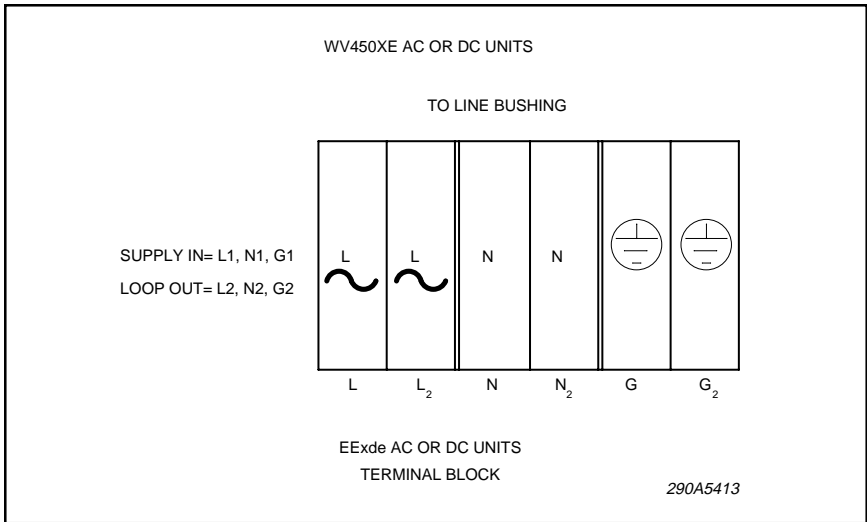 WV450XE AC OR DC UNITS
TO LINE BUSHING
SUPPLY IN= L1, N1, G1
LOOP OUT= L2, N2, G2
L L N N
L L₂ N N₂ G G₂
EExde AC OR DC UNITS
TERMINAL BLOCK
290A5413